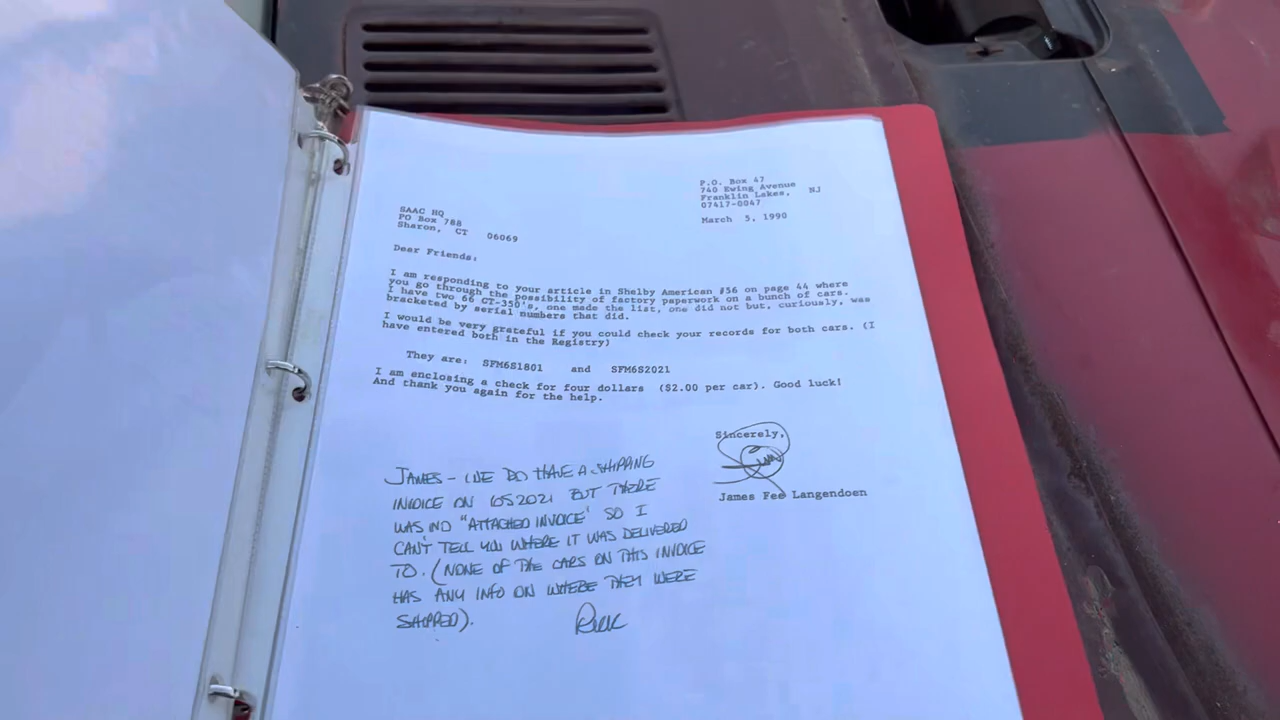 P.O. Box 47
740 Ewing Avenue
Franklin Lakes, NJ
07417-0047
March 5, 1990
SAAC HQ
PO Box 788
Sharon, CT 06069
Dear Friends:
I am responding to your article in Shelby American #56 on page 44 where
you go through the possibility of factory paperwork on a bunch of cars.
I have two 66 GT-350's, one made the list, one did not but, curiously, was
bracketed by serial numbers that did.
I would be very grateful if you could check your records for both cars. (I
have entered both in the Registry)
They are: SFM6S1801 and SFM6S2021
I am enclosing a check for four dollars ($2.00 per car). Good luck!
And thank you again for the help.
Sincerely,
Jim
James Fee Langendoen
JAMES - WE DO HAVE A SHIPPING
INVOICE ON 6S2021 BUT THERE
WAS NO "ATTACHED INVOICE" SO I
CAN'T TELL YOU WHERE IT WAS DELIVERED
TO. (NONE OF THE CARS ON THIS INVOICE
HAS ANY INFO ON WHERE THEY WERE
SHIPPED).
Rick